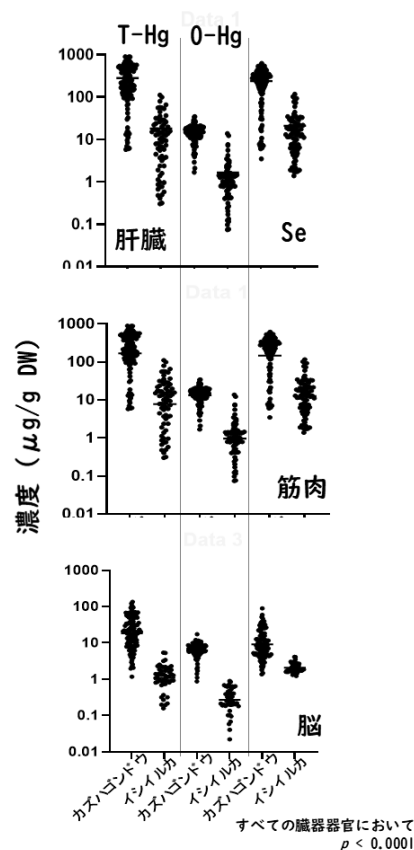 Data 1
T-Hg O-Hg
1000
100
10
1
0.1
0.01
肝臓
Se
Data 1
1000
100
10
1
0.1
0.01
筋肉
濃度 (μg/g DW)
Data 3
1000
100
10
1
0.1
0.01
脳
カズハゴンドウ
イシイルカ
カズハゴンドウ
イシイルカ
カズハゴンドウ
イシイルカ
すべての臓器器官において
p < 0.0001